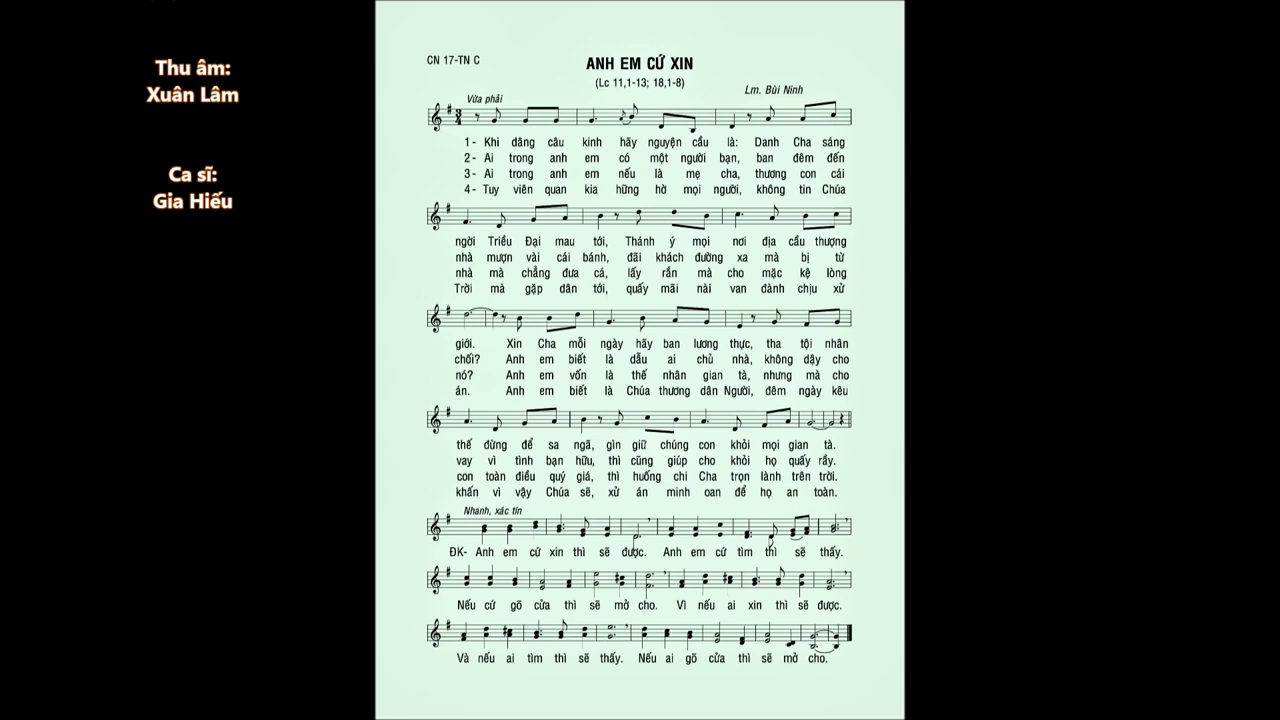 Thu âm:
Xuân Lâm
Ca sĩ:
Gia Hiếu
CN 17-TN C
ANH EM CỨ XIN
(Lc 11,1-13; 18,1-8)
Lm. Bùi Ninh
Vừa phải
3
4
1- Khi dâng câu kinh hãy nguyện cầu là: Danh Cha sáng
2- Ai trong anh em có một người bạn, ban đêm đến
3- Ai trong anh em nếu là mẹ cha, thương con cái
4- Tuy viên quan kia hững hờ mọi người, không tin Chúa
ngời Triều Đại mau tới, Thánh ý mọi nơi địa cầu thượng
nhà mượn vài cái bánh, đãi khách đường xa mà bị từ
nhà mà chẳng đưa cá, lấy rắn mà cho mặc kệ lòng
Trời mà gặp dân tới, quấy mãi nài van đành chịu xử
giới. Xin Cha mỗi ngày hãy ban lương thực, tha tội nhân
chối? Anh em biết là dẫu ai chủ nhà, không dậy cho
nó? Anh em vốn là thế nhân gian tà, nhưng mà cho
án. Anh em biết là Chúa thương dân Người, đêm ngày kêu
thế đừng để sa ngã, gìn giữ chúng con khỏi mọi gian tà.
vay vì tình bạn hữu, thì cũng giúp cho khỏi họ quấy rầy.
con toàn điều quý giá, thì huống chi Cha trọn lành trên trời.
khấn vì vậy Chúa sẽ, xử án minh oan để họ an toàn.
Nhanh, xác tín
ĐK- Anh em cứ xin thì sẽ được. Anh em cứ tìm thì sẽ thấy.
Nếu cứ gõ cửa thì sẽ mở cho. Vì nếu ai xin thì sẽ được.
Và nếu ai tìm thì sẽ thấy. Nếu ai gõ cửa thì sẽ mở cho.